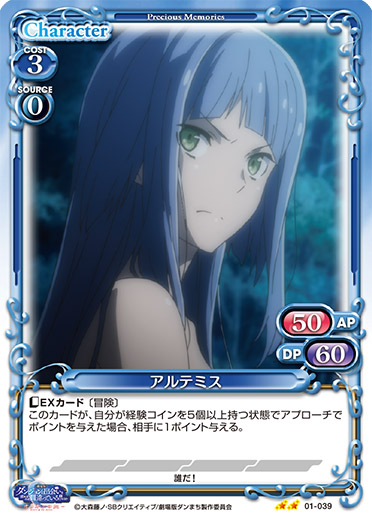 Precious Memories
Character
COST
3
SOURCE
0
50 AP
DP 60
アルテミス
EXカード〔冒険〕
このカードが、自分が経験コインを5個以上持つ状態でアプローチで
ポイントを与えた場合、相手に1ポイント与える。
誰だ！
©大森藤ノ・SBクリエイティブ/劇場版ダンまち製作委員会
01-039